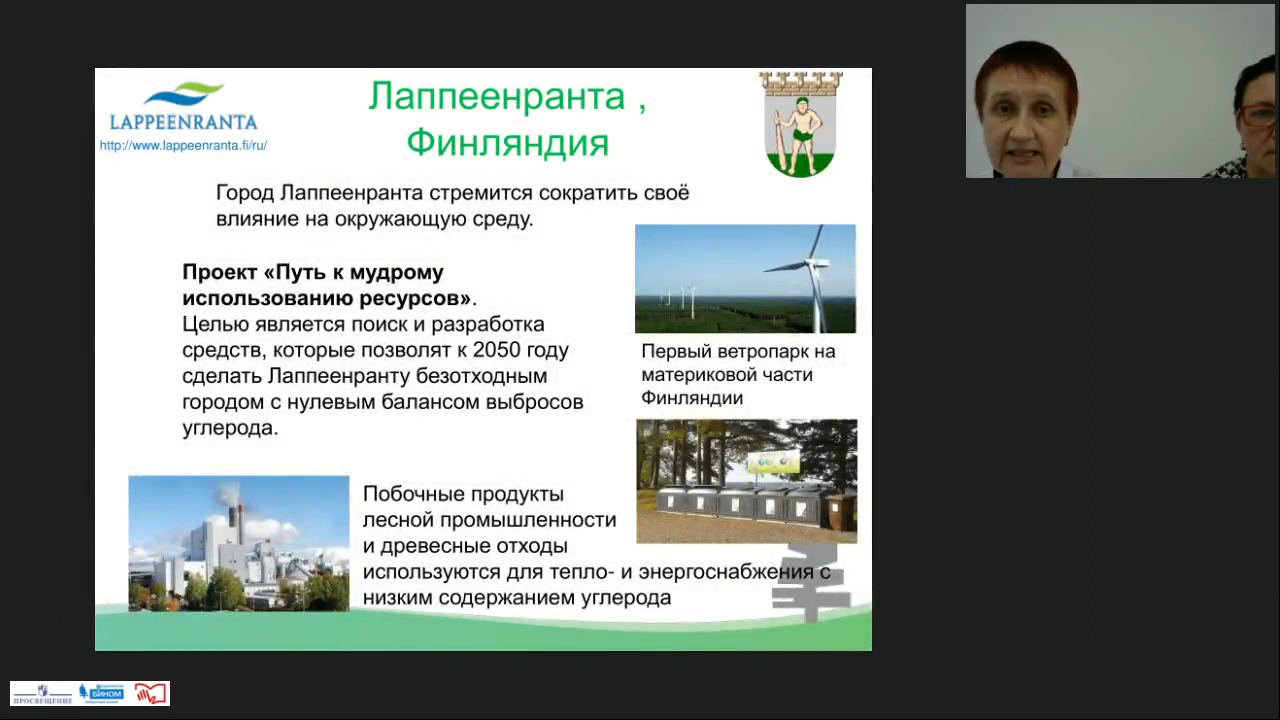 Лаппеенранта ,
Финляндия
LAPPEENRANTA
http://www.lappeenranta.fi/ru/
Город Лаппеенранта стремится сократить своё
влияние на окружающую среду.
Проект «Путь к мудрому
использованию ресурсов».
Целью является поиск и разработка
средств, которые позволят к 2050 году
сделать Лаппеенранту безотходным
городом с нулевым балансом выбросов
углерода.
Первый ветропарк на
материковой части
Финляндии
Побочные продукты
лесной промышленности
и древесные отходы
используются для тепло- и энергоснабжения с
низким содержанием углерода
ПРОСВЕЩЕНИЕ
БИНОМ